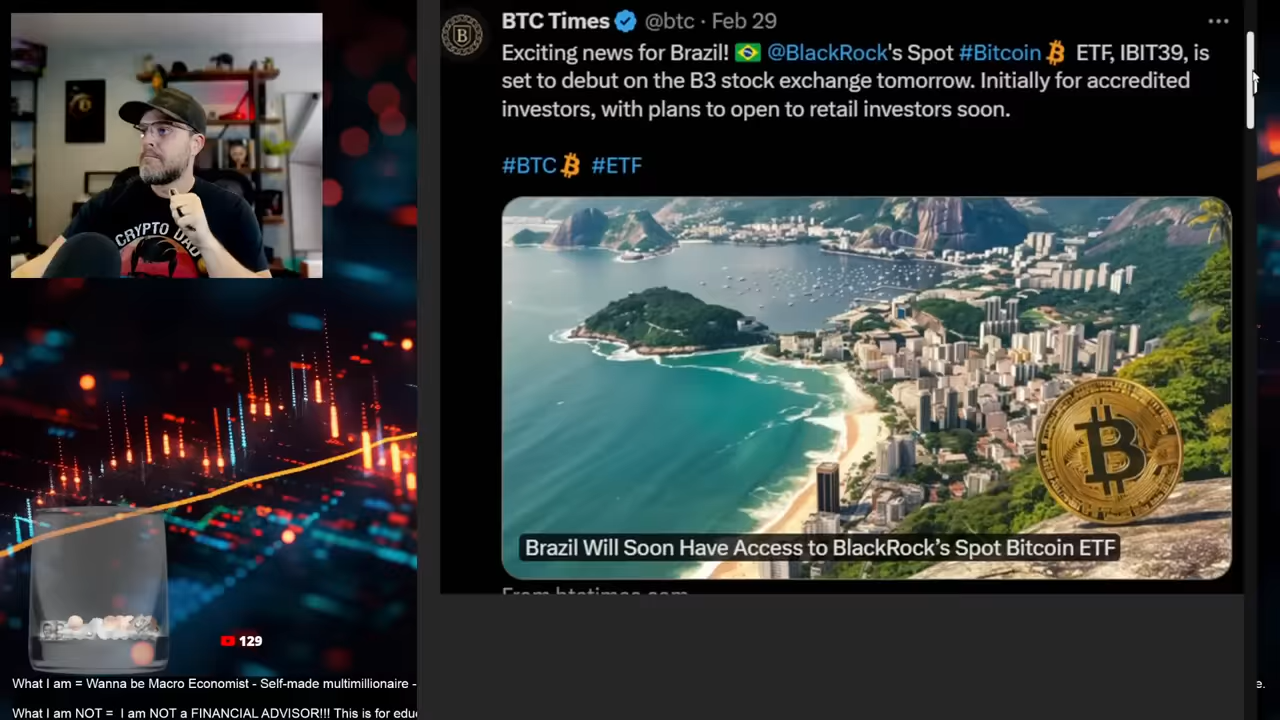 BTC Times @btc · Feb 29
Exciting news for Brazil! 🇧🇷 @BlackRock's Spot #Bitcoin ETF, IBIT39, is
set to debut on the B3 stock exchange tomorrow. Initially for accredited
investors, with plans to open to retail investors soon.
#BTC #ETF
Brazil Will Soon Have Access to BlackRock's Spot Bitcoin ETF
CRYPTO DAD
129
What I am = Wanna be Macro Economist - Self-made multimillionaire -
What I am NOT = I am NOT a FINANCIAL ADVISOR!!! This is for edu
e.